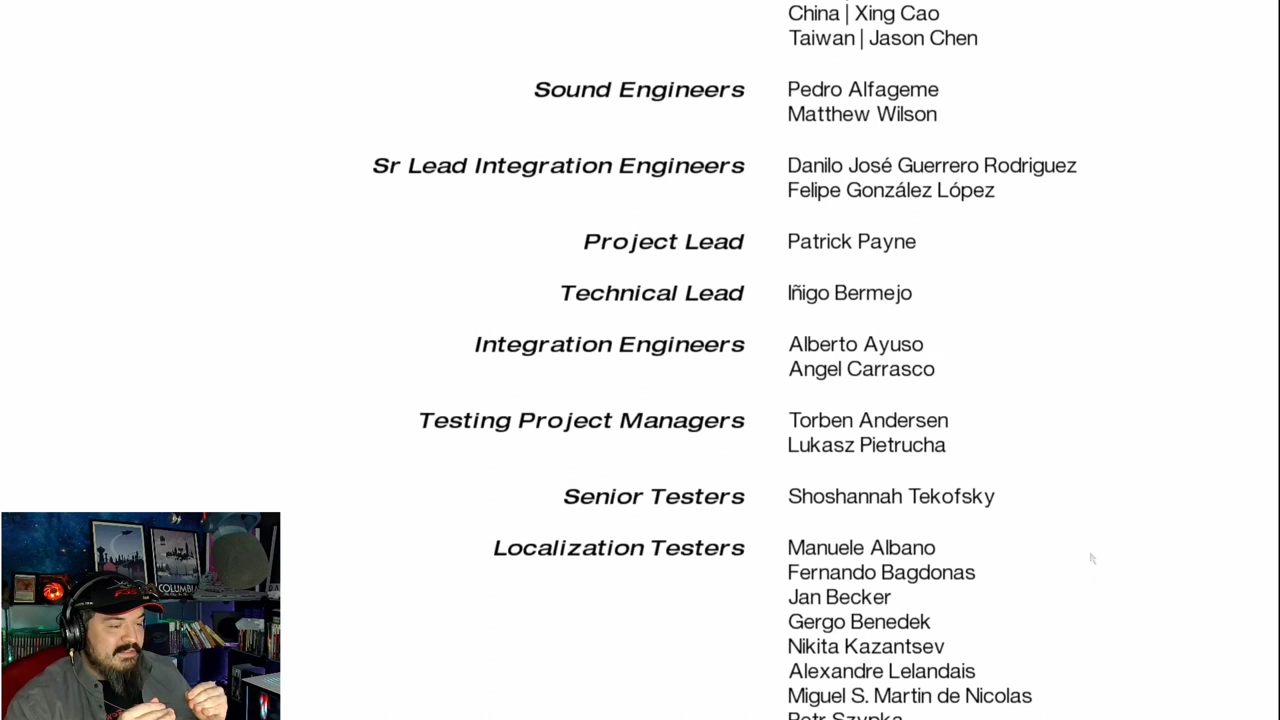 China | Xing Cao
Taiwan | Jason Chen
Sound Engineers Pedro Alfageme
Matthew Wilson
Sr Lead Integration Engineers Danilo José Guerrero Rodriguez
Felipe González López
Project Lead Patrick Payne
Technical Lead Iñigo Bermejo
Integration Engineers Alberto Ayuso
Angel Carrasco
Testing Project Managers Torben Andersen
Lukasz Pietrucha
Senior Testers Shoshannah Tekofsky
Localization Testers Manuele Albano
Fernando Bagdonas
Jan Becker
Gergo Benedek
Nikita Kazantsev
Alexandre Lelandais
Miguel S. Martin de Nicolas
Petr Szypka
COLUMBIA